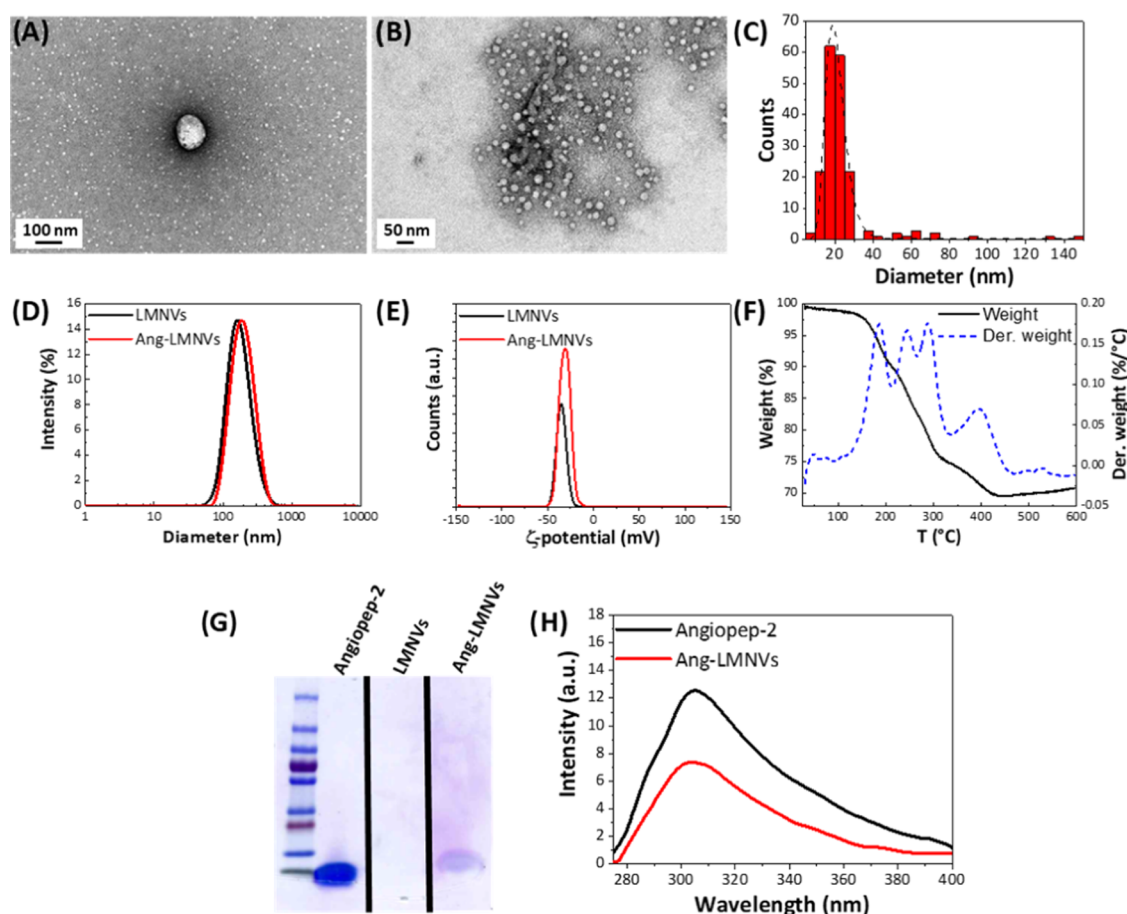 (A)
100 nm
(B)
50 nm
(C)
Counts
70
60
50
40
30
20
10
0
20 40 60 80 100 120 140
Diameter (nm)
(D)
LMNVs
Ang-LMNVs
Intensity (%)
16
14
12
10
8
6
4
2
0
1 10 100 1000 10000
Diameter (nm)
(E)
LMNVs
Ang-LMNVs
Counts (a.u.)
-150 -100 -50 0 50 100 150
ζ-potential (mV)
(F)
Weight
Der. weight
Weight (%)
100
95
90
85
80
75
70
0.20
0.15
0.10
0.05
0.00
-0.05
Der. weight (%/°C)
100 200 300 400 500 600
T (°C)
(G)
Angiopep-2
LMNVs
Ang-LMNVs
(H)
Angiopep-2
Ang-LMNVs
Intensity (a.u.)
18
16
14
12
10
8
6
4
2
0
280 300 320 340 360 380 400
Wavelength (nm)